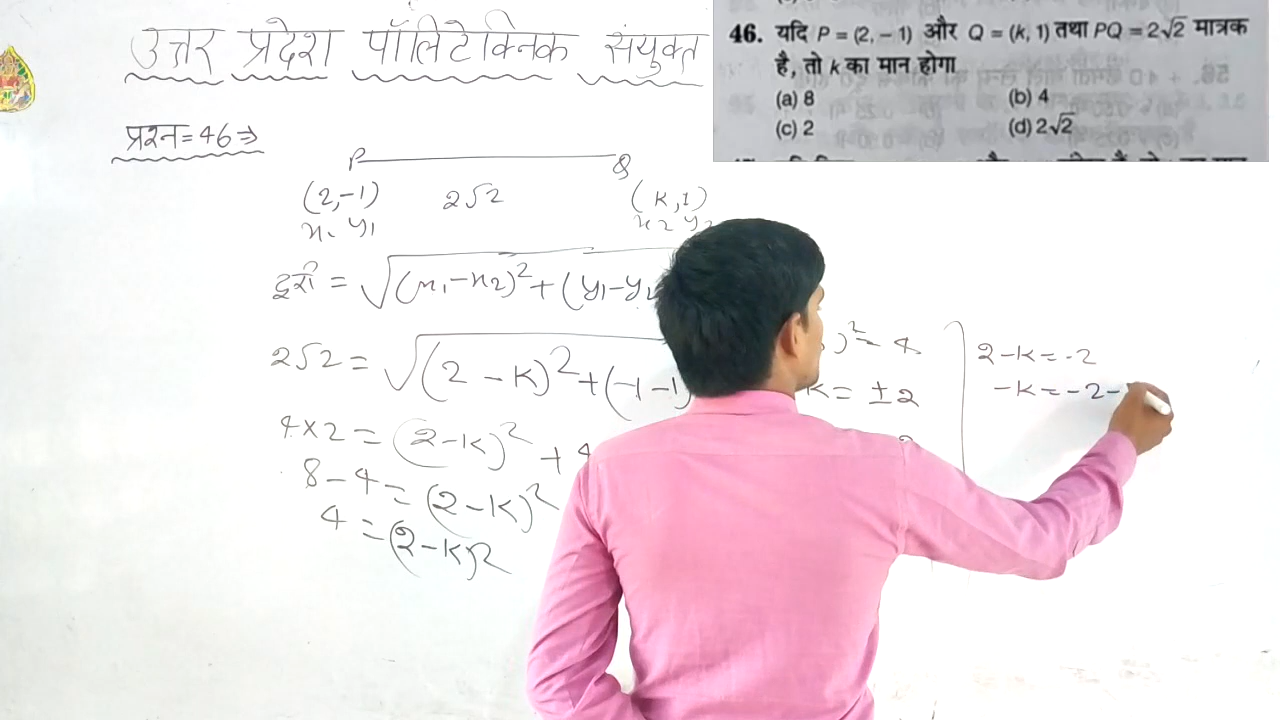 उत्तर प्रदेश पॉलिटेक्निक संयुक्त
46. यदि P = (2, – 1) और Q = (k, 1) तथा PQ = 2√2 मात्रक
है, तो k का मान होगा
(a) 8 (b) 4
(c) 2 (d) 2√2
प्रश्न=46⇒
P Q
(2,-1) 2√2 (K,1)
x₁ y₁ x₂ y₂
दूरी = √(x₁-x₂)²+(y₁-y₂
2√2 = √(2-K)²+(-1-1)
4×2 = (2-K)² + 4
8-4 = (2-K)²
4 = (2-K)²
)² = 4
K = ±2
2-K = -2
-K = -2-